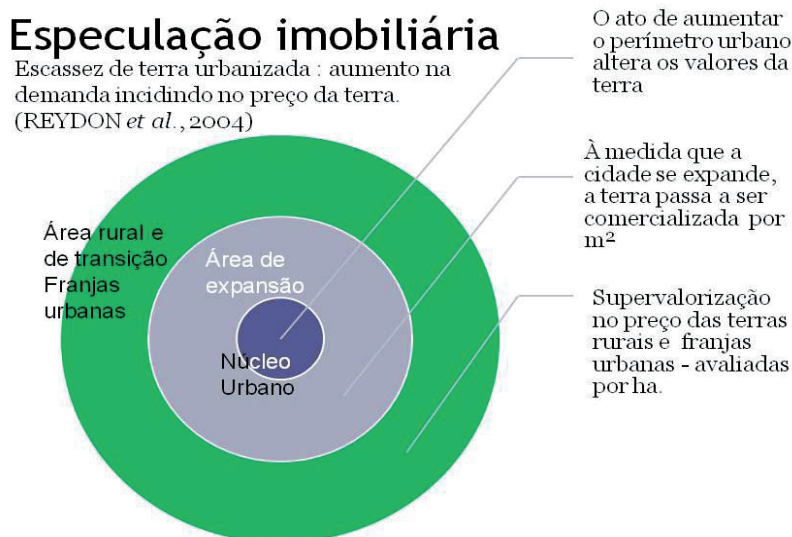 Especulação imobiliária
Escassez de terra urbanizada : aumento na
demanda incidindo no preço da terra.
(REYDON et al., 2004)
O ato de aumentar
o perímetro urbano
altera os valores da
terra
À medida que a
cidade se expande,
a terra passa a ser
comercializada por
m²
Supervalorização
no preço das terras
rurais e franjas
urbanas - avaliadas
por ha.
Área rural e
de transição
Franjas
urbanas
Área de
expansão
Núcleo
Urbano